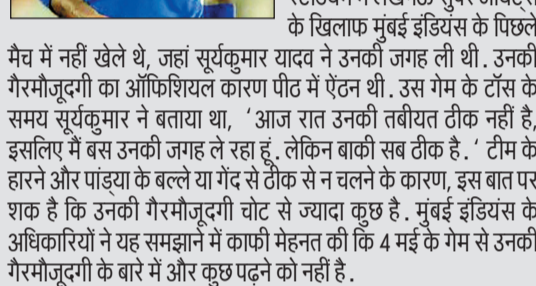 के खिलाफ मुंबई इंडियंस के पिछले
मैच में नहीं खेले थे, जहां सूर्यकुमार यादव ने उनकी जगह ली थी. उनकी
गैरमौजूदगी का ऑफिशियल कारण पीठ में ऐंठन थी. उस गेम के टॉस के
समय सूर्यकुमार ने बताया था, 'आज रात उनकी तबीयत ठीक नहीं है,
इसलिए मैं बस उनकी जगह ले रहा हूं. लेकिन बाकी सब ठीक है.' टीम के
हारने और पांड्या के बल्ले या गेंद से ठीक से न चलने के कारण, इस बात पर
शक है कि उनकी गैरमौजूदगी चोट से ज्यादा कुछ है. मुंबई इंडियंस के
अधिकारियों ने यह समझाने में काफी मेहनत की कि 4 मई के गेम से उनकी
गैरमौजूदगी के बारे में और कुछ पढ़ने को नहीं है.